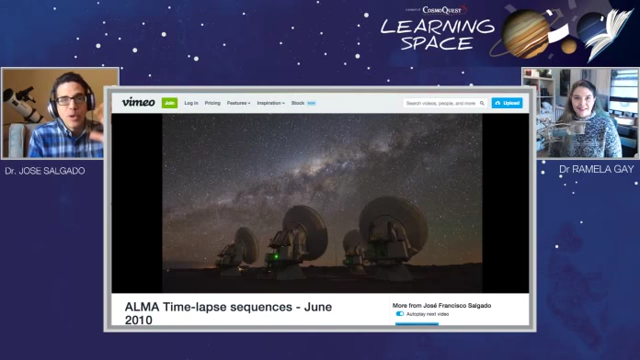 COSMOQUEST
LEARNING
SPACE
vimeo
Join
Log in
Pricing
Features
Inspiration
Stock
Search videos, people, and more
Upload
Dr. JOSE SALGADO
Dr RAMELA GAY
ALMA Time-lapse sequences - June
2010
More from José Francisco Salgado
Autoplay next video